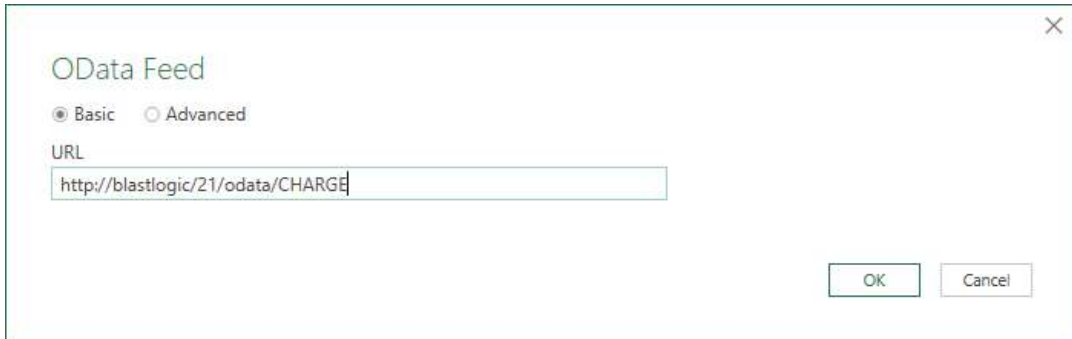 OData Feed
Basic Advanced
URL
http://blastlogic/21/odata/CHARGE
OK Cancel